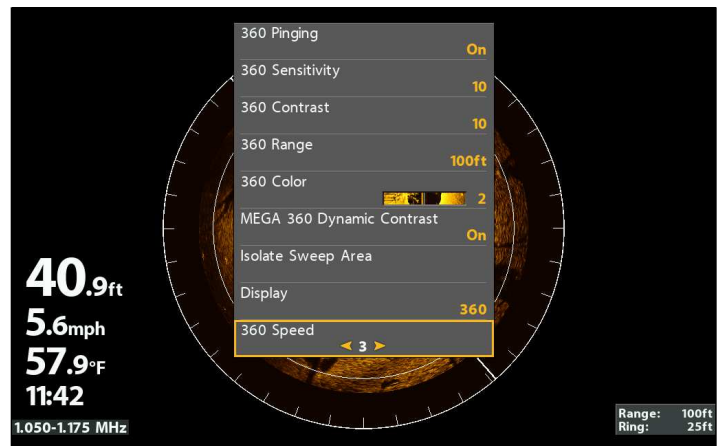 360 Pinging
On
360 Sensitivity
10
360 Contrast
10
360 Range
100ft
360 Color
2
MEGA 360 Dynamic Contrast
On
Isolate Sweep Area
Display
360
360 Speed
3
40.9ft
5.6mph
57.9°F
11:42
1.050-1.175 MHz
Range: 100ft
Ring: 25ft